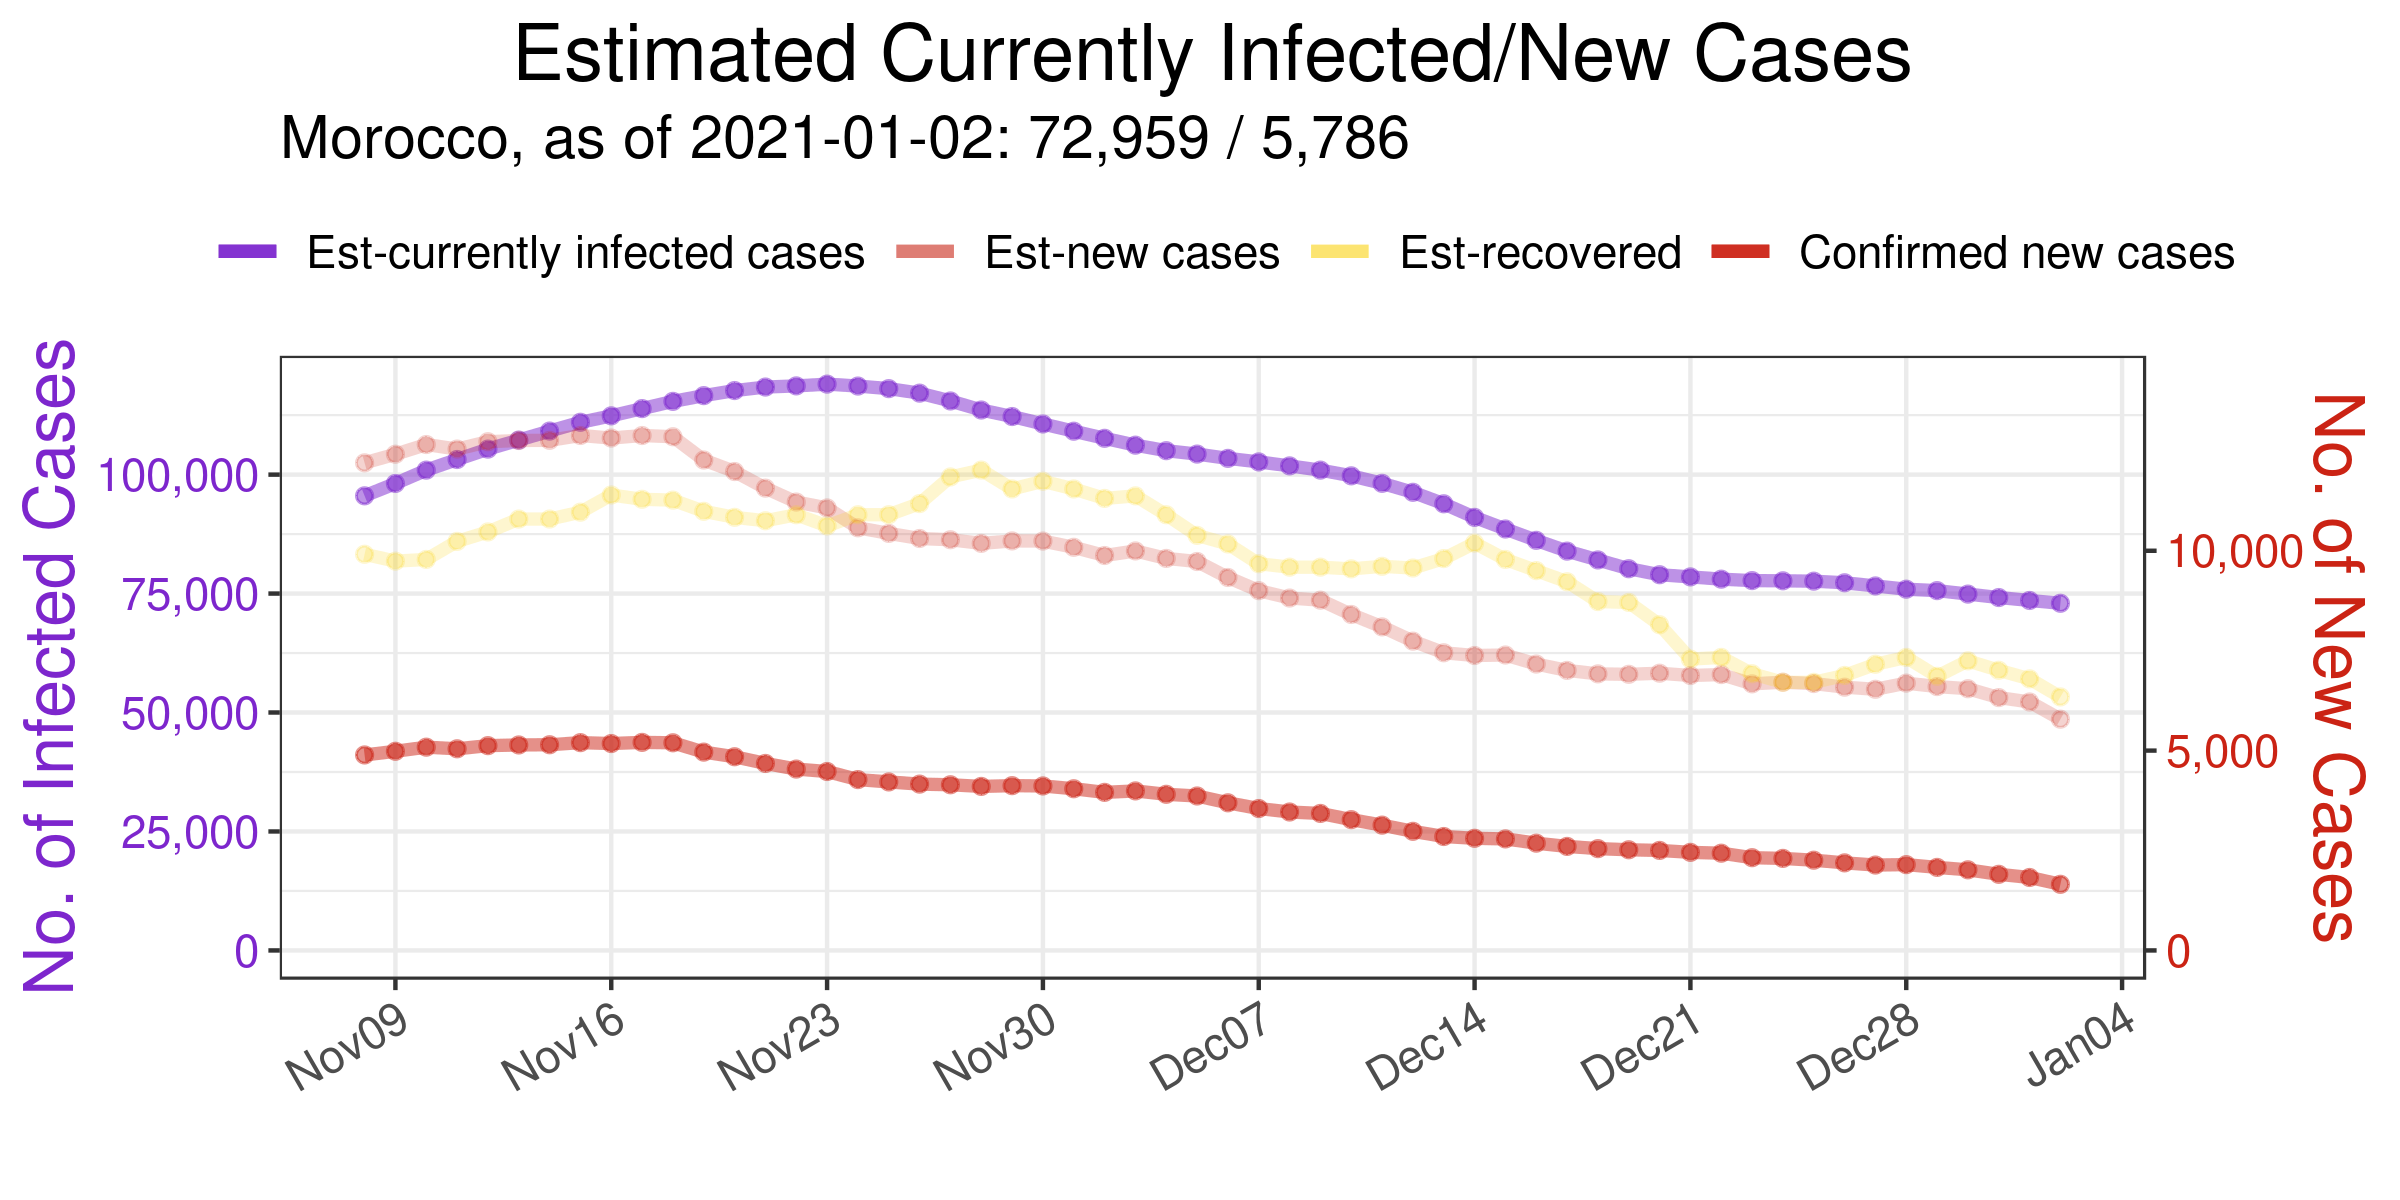 Estimated Currently Infected/New Cases
Morocco, as of 2021-01-02: 72,959 / 5,786
Est-currently infected cases Est-new cases Est-recovered Confirmed new cases
No. of Infected Cases
100,000
75,000
50,000
25,000
0
No. of New Cases
10,000
5,000
0
Nov09 Nov16 Nov23 Nov30 Dec07 Dec14 Dec21 Dec28 Jan04